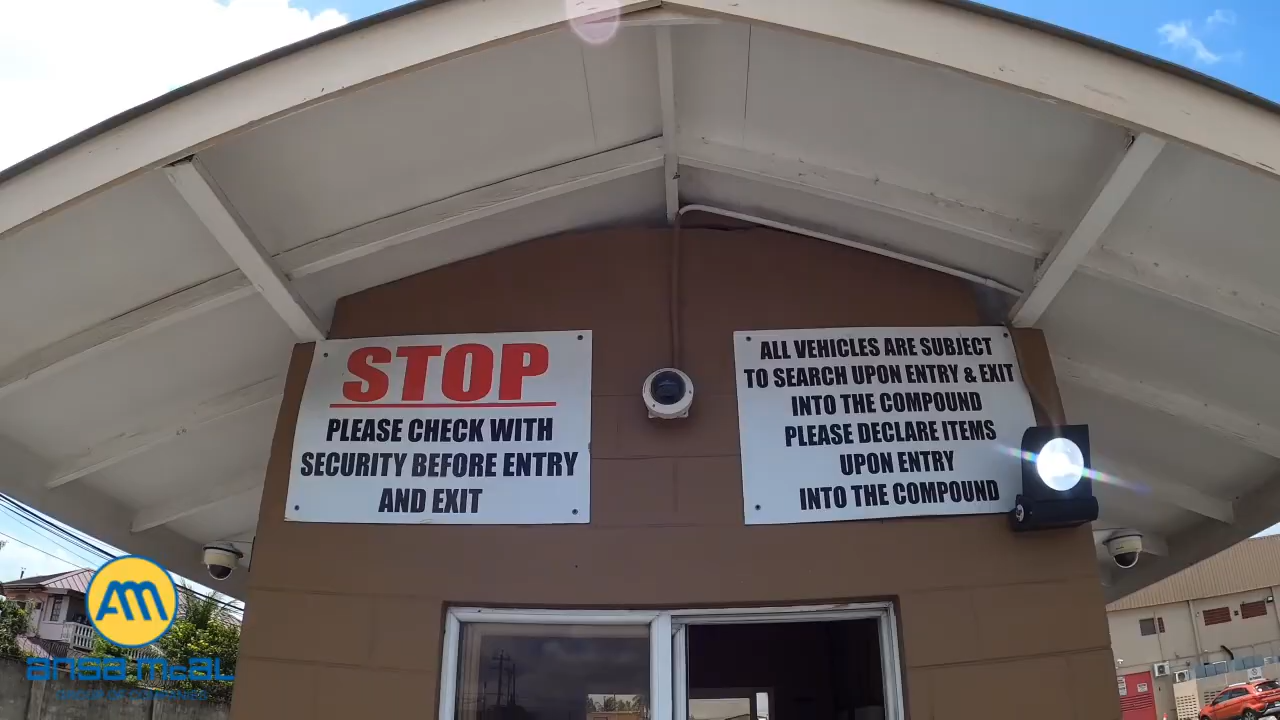 STOP
PLEASE CHECK WITH
SECURITY BEFORE ENTRY
AND EXIT
ALL VEHICLES ARE SUBJECT
TO SEARCH UPON ENTRY & EXIT
INTO THE COMPOUND
PLEASE DECLARE ITEMS
UPON ENTRY
INTO THE COMPOUND
AM
ansa mcal